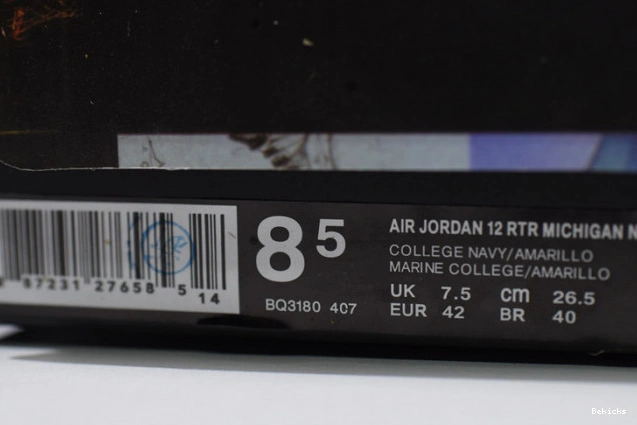 87231 27658 5 14
8 5
BQ3180 407
AIR JORDAN 12 RTR MICHIGAN N
COLLEGE NAVY/AMARILLO
MARINE COLLEGE/AMARILLO
UK 7.5 cm 26.5
EUR 42 BR 40
Bekicks